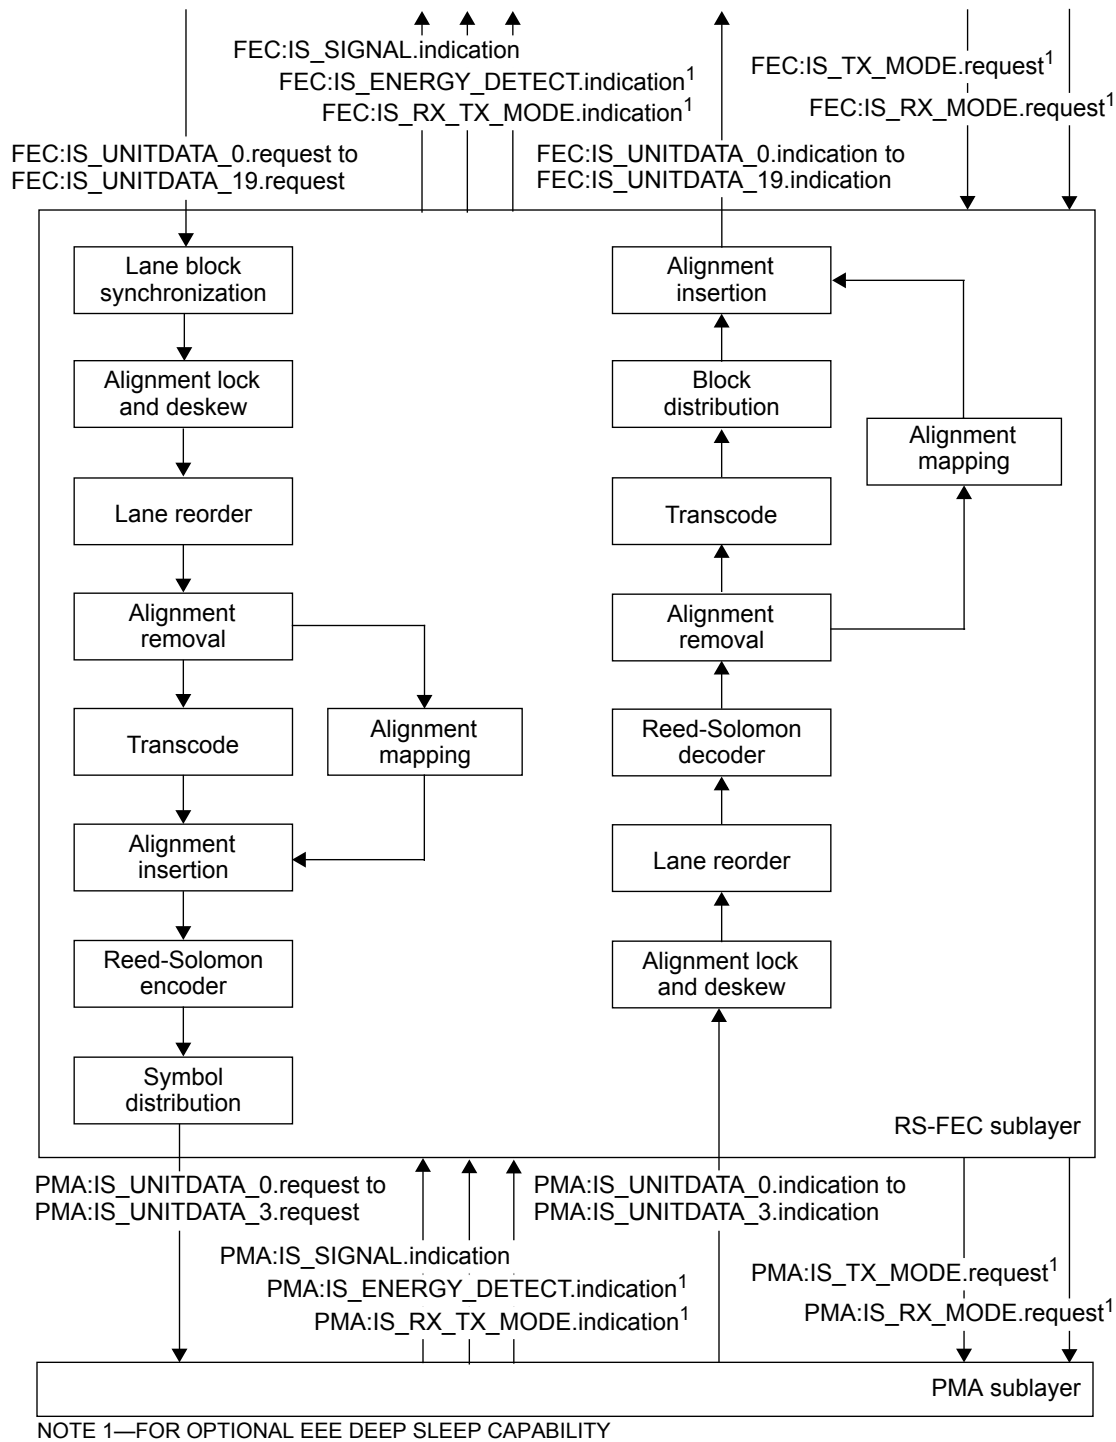 FEC:IS_SIGNAL.indication
FEC:IS_ENERGY_DETECT.indication1
FEC:IS_RX_TX_MODE.indication1
FEC:IS_TX_MODE.request1
FEC:IS_RX_MODE.request1
FEC:IS_UNITDATA_0.request to
FEC:IS_UNITDATA_19.request
FEC:IS_UNITDATA_0.indication to
FEC:IS_UNITDATA_19.indication
Lane block
synchronization
Alignment lock
and deskew
Lane reorder
Alignment
removal
Transcode
Alignment
mapping
Alignment
insertion
Reed-Solomon
encoder
Symbol
distribution
Alignment
insertion
Block
distribution
Alignment
mapping
Transcode
Alignment
removal
Reed-Solomon
decoder
Lane reorder
Alignment lock
and deskew
RS-FEC sublayer
PMA:IS_UNITDATA_0.request to
PMA:IS_UNITDATA_3.request
PMA:IS_UNITDATA_0.indication to
PMA:IS_UNITDATA_3.indication
PMA:IS_SIGNAL.indication
PMA:IS_ENERGY_DETECT.indication1
PMA:IS_RX_TX_MODE.indication1
PMA:IS_TX_MODE.request1
PMA:IS_RX_MODE.request1
PMA sublayer
NOTE 1—FOR OPTIONAL EEE DEEP SLEEP CAPABILITY